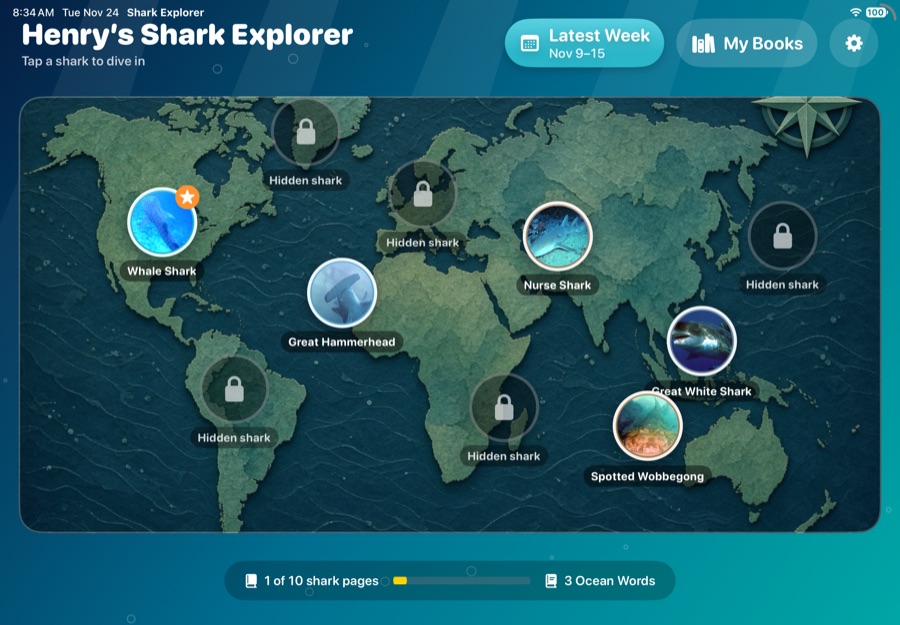 8:34 AM Tue Nov 24 Shark Explorer
100
Henry's Shark Explorer
Tap a shark to dive in
Latest Week
Nov 9–15
My Books
Hidden shark
Hidden shark
Whale Shark
Nurse Shark
Hidden shark
Great Hammerhead
Great White Shark
Hidden shark
Hidden shark
Spotted Wobbegong
1 of 10 shark pages
3 Ocean Words